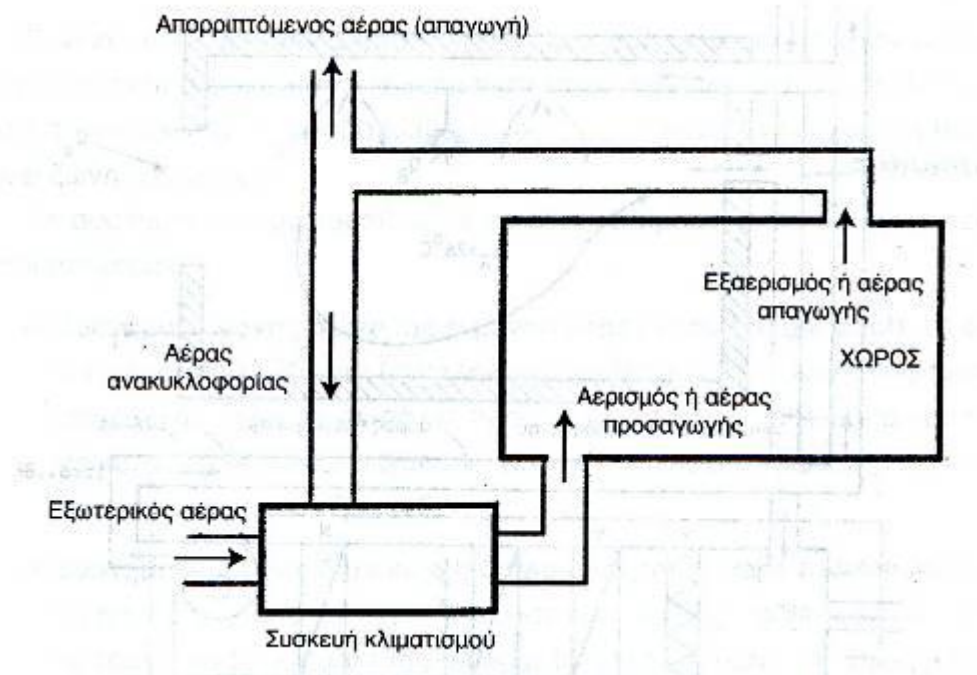 Απορριπτόμενος αέρας (απαγωγή)
Εξαερισμός ή αέρας
απαγωγής
ΧΩΡΟΣ
Αέρας
ανακυκλοφορίας
Αερισμός ή αέρας
προσαγωγής
Εξωτερικός αέρας
Συσκευή κλιματισμού